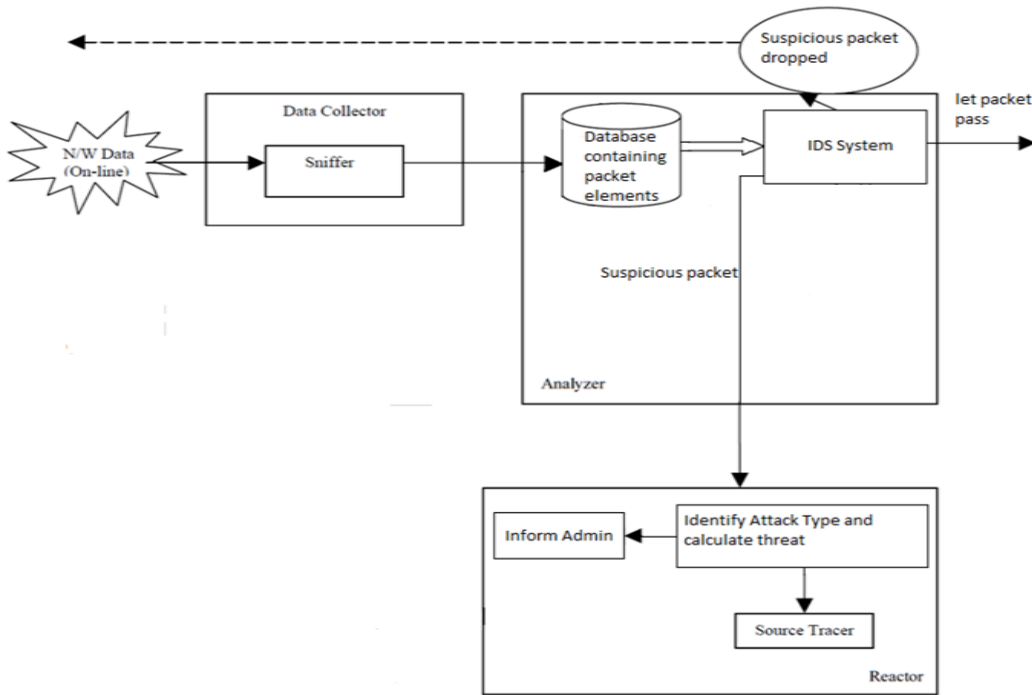 Suspicious packet
dropped
Data Collector
let packet
pass
N/W Data
(On-line)
Sniffer
Database
containing
packet
elements
IDS System
Suspicious packet
Analyzer
Inform Admin
Identify Attack Type and
calculate threat
Source Tracer
Reactor